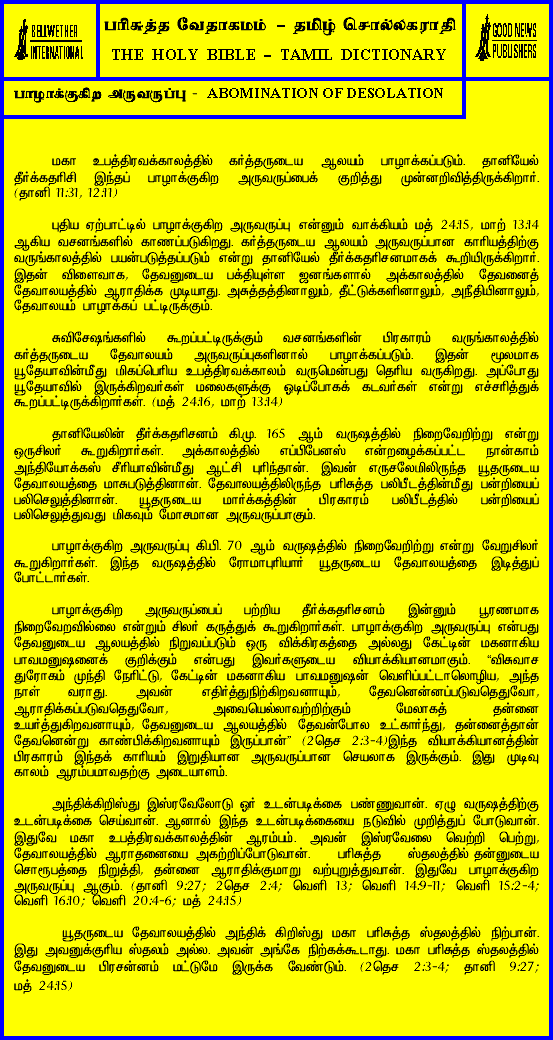 BELLWETHER
INTERNATIONAL
பரிசுத்த வேதாகமம் – தமிழ் சொல்லகராதி
THE HOLY BIBLE – TAMIL DICTIONARY
GOOD NEWS
PUBLISHERS
பாழாக்குகிற அருவருப்பு - ABOMINATION OF DESOLATION
மகா உபத்திரவக்காலத்தில் கர்த்தருடைய ஆலயம் பாழாக்கப்படும். தானியேல்
தீர்க்கதரிசி இந்தப் பாழாக்குகிற அருவருப்பைக் குறித்து முன்னறிவித்திருக்கிறார்.
(தானி 11:31, 12:11)
புதிய ஏற்பாட்டில் பாழாக்குகிற அருவருப்பு என்னும் வாக்கியம் மத் 24:15, மாற் 13:14
ஆகிய வசனங்களில் காணப்படுகிறது. கர்த்தருடைய ஆலயம் அருவருப்பான காரியத்திற்கு
வருங்காலத்தில் பயன்படுத்தப்படும் என்று தானியேல் தீர்க்கதரிசனமாகக் கூறியிருக்கிறார்.
இதன் விளைவாக, தேவனுடைய பக்தியுள்ள ஜனங்களால் அக்காலத்தில் தேவனைத்
தேவாலயத்தில் ஆராதிக்க முடியாது. அசுத்தத்தினாலும், தீட்டுக்களினாலும், அநீதியினாலும்,
தேவாலயம் பாழாக்கப் பட்டிருக்கும்.
சுவிசேஷங்களில் கூறப்பட்டிருக்கும் வசனங்களின் பிரகாரம் வருங்காலத்தில்
கர்த்தருடைய தேவாலயம் அருவருப்புகளினால் பாழாக்கப்படும். இதன் மூலமாக
யூதேயாவின்மீது மிகப்பெரிய உபத்திரவக்காலம் வருமென்பது தெரிய வருகிறது. அப்போது
யூதேயாவில் இருக்கிறவர்கள் மலைகளுக்கு ஓடிப்போகக் கடவர்கள் என்று எச்சரித்துக்
கூறப்பட்டிருக்கிறார்கள். (மத் 24:16, மாற் 13:14)
தானியேலின் தீர்க்கதரிசனம் கி.மு. 165 ஆம் வருஷத்தில் நிறைவேறிற்று என்று
ஒருசிலர் கூறுகிறார்கள். அக்காலத்தில் எப்பிபேனஸ் என்றழைக்கப்பட்ட நான்காம்
அந்தியோக்கஸ் சீரியாவின்மீது ஆட்சி புரிந்தான். இவன் எருசலேமிலிருந்த யூதருடைய
தேவாலயத்தை மாசுபடுத்தினான். தேவாலயத்திலிருந்த பரிசுத்த பலிபீடத்தின்மீது பன்றியைப்
பலிசெலுத்தினான். யூதருடைய மார்க்கத்தின் பிரகாரம் பலிபீடத்தில் பன்றியைப்
பலிசெலுத்துவது மிகவும் மோசமான அருவருப்பாகும்.
பாழாக்குகிற அருவருப்பு கி.பி. 70 ஆம் வருஷத்தில் நிறைவேறிற்று என்று வேறுசிலர்
கூறுகிறார்கள். இந்த வருஷத்தில் ரோமாபுரியார் யூதருடைய தேவாலயத்தை இடித்துப்
போட்டார்கள்.
பாழாக்குகிற அருவருப்பைப் பற்றிய தீர்க்கதரிசனம் இன்னும் பூரணமாக
நிறைவேறவில்லை என்றும் சிலர் கருத்துக் கூறுகிறார்கள். பாழாக்குகிற அருவருப்பு என்பது
தேவனுடைய ஆலயத்தில் நிறுவப்படும் ஒரு விக்கிரகத்தை அல்லது கேட்டின் மகனாகிய
பாவமனுஷனைக் குறிக்கும் என்பது இவர்களுடைய வியாக்கியானமாகும். “விசுவாச
துரோகம் முந்தி நேரிட்டு, கேட்டின் மகனாகிய பாவமனுஷன் வெளிப்பட்டாலொழிய, அந்த
நாள் வராது. அவன் எதிர்த்துநிற்கிறவனாயும், தேவனென்னப்படுவதெதுவோ,
ஆராதிக்கப்படுவதெதுவோ, அவையெல்லாவற்றிற்கும் மேலாகத் தன்னை
உயர்த்துகிறவனாயும், தேவனுடைய ஆலயத்தில் தேவன்போல உட்கார்ந்து, தன்னைத்தான்
தேவனென்று காண்பிக்கிறவனாயும் இருப்பான்” (2தெச 2:3-4)இந்த வியாக்கியானத்தின்
பிரகாரம் இந்தக் காரியம் இறுதியான அருவருப்பான செயலாக இருக்கும். இது முடிவு
காலம் ஆரம்பமாவதற்கு அடையாளம்.
அந்திக்கிறிஸ்து இஸ்ரவேலோடு ஓர் உடன்படிக்கை பண்ணுவான். ஏழு வருஷத்திற்கு
உடன்படிக்கை செய்வான். ஆனால் இந்த உடன்படிக்கையை நடுவில் முறித்துப் போடுவான்.
இதுவே மகா உபத்திரவக்காலத்தின் ஆரம்பம். அவன் இஸ்ரவேலை வெற்றி பெற்று,
தேவாலயத்தில் ஆராதனையை அகற்றிப்போடுவான். பரிசுத்த ஸ்தலத்தில் தன்னுடைய
சொரூபத்தை நிறுத்தி, தன்னை ஆராதிக்குமாறு வற்புறுத்துவான். இதுவே பாழாக்குகிற
அருவருப்பு ஆகும். (தானி 9:27; 2தெச 2:4; வெளி 13; வெளி 14:9-11; வெளி 15:2-4;
வெளி 16:10; வெளி 20:4-6; மத் 24:15)
யூதருடைய தேவாலயத்தில் அந்திக் கிறிஸ்து மகா பரிசுத்த ஸ்தலத்தில் நிற்பான்.
இது அவனுக்குரிய ஸ்தலம் அல்ல. அவன் அங்கே நிற்கக்கூடாது. மகா பரிசுத்த ஸ்தலத்தில்
தேவனுடைய பிரசன்னம் மட்டுமே இருக்க வேண்டும். (2தெச 2:3-4; தானி 9:27;
மத் 24:15)